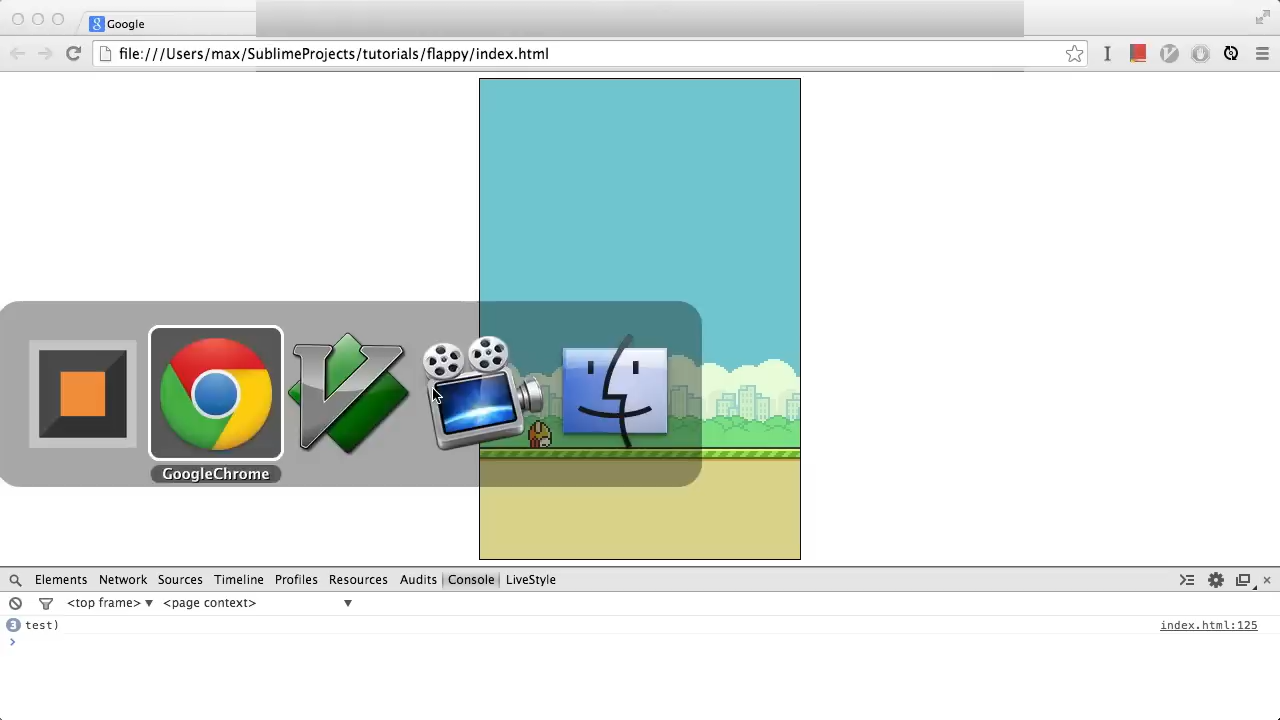 Google
file:///Users/max/SublimeProjects/tutorials/flappy/index.html
GoogleChrome
Elements Network Sources Timeline Profiles Resources Audits Console LiveStyle
<top frame> <page context>
3 test) index.html:125